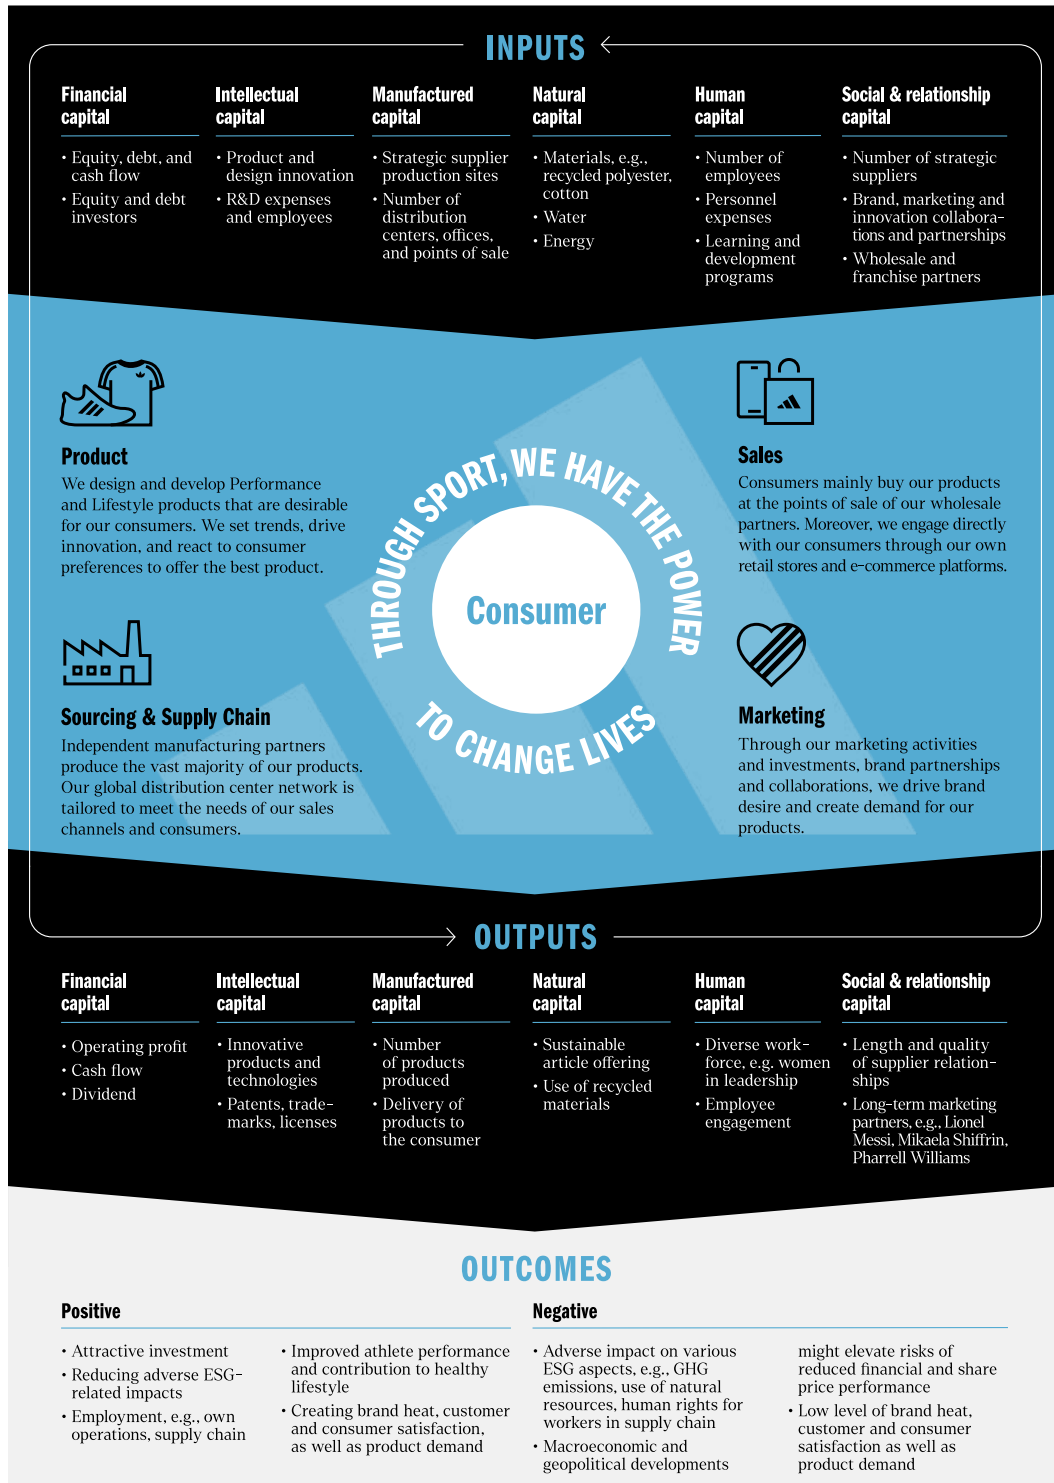 INPUTS
Financial
capital
• Equity, debt, and
cash flow
• Equity and debt
investors
Intellectual
capital
• Product and
design innovation
• R&D expenses
and employees
Manufactured
capital
• Strategic supplier
production sites
• Number of
distribution
centers, offices,
and points of sale
Natural
capital
• Materials, e.g.,
recycled polyester,
cotton
• Water
• Energy
Human
capital
• Number of
employees
• Personnel
expenses
• Learning and
development
programs
Social & relationship
capital
• Number of strategic
suppliers
• Brand, marketing and
innovation collabora-
tions and partnerships
• Wholesale and
franchise partners
Product
We design and develop Performance
and Lifestyle products that are desirable
for our consumers. We set trends, drive
innovation, and react to consumer
preferences to offer the best product.
Sourcing & Supply Chain
Independent manufacturing partners
produce the vast majority of our products.
Our global distribution center network is
tailored to meet the needs of our sales
channels and consumers.
THROUGH SPORT, WE HAVE THE POWER
TO CHANGE LIVES
Consumer
Sales
Consumers mainly buy our products
at the points of sale of our wholesale
partners. Moreover, we engage directly
with our consumers through our own
retail stores and e-commerce platforms.
Marketing
Through our marketing activities
and investments, brand partnerships
and collaborations, we drive brand
desire and create demand for our
products.
OUTPUTS
Financial
capital
• Operating profit
• Cash flow
• Dividend
Intellectual
capital
• Innovative
products and
technologies
• Patents, trade-
marks, licenses
Manufactured
capital
• Number
of products
produced
• Delivery of
products to
the consumer
Natural
capital
• Sustainable
article offering
• Use of recycled
materials
Human
capital
• Diverse work-
force, e.g. women
in leadership
• Employee
engagement
Social & relationship
capital
• Length and quality
of supplier relation-
ships
• Long-term marketing
partners, e.g., Lionel
Messi, Mikaela Shiffrin,
Pharrell Williams
OUTCOMES
Positive
• Attractive investment
• Reducing adverse ESG-
related impacts
• Employment, e.g., own
operations, supply chain
• Improved athlete performance
and contribution to healthy
lifestyle
• Creating brand heat, customer
and consumer satisfaction,
as well as product demand
Negative
• Adverse impact on various
ESG aspects, e.g., GHG
emissions, use of natural
resources, human rights for
workers in supply chain
• Macroeconomic and
geopolitical developments
might elevate risks of
reduced financial and share
price performance
• Low level of brand heat,
customer and consumer
satisfaction as well as
product demand